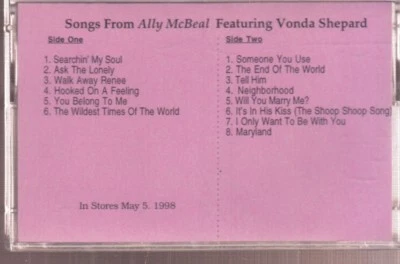 Songs From Ally McBeal Featuring Vonda Shepard
Side One
1. Searchin' My Soul
2. Ask The Lonely
3. Walk Away Renee
4. Hooked On A Feeling
5. You Belong To Me
6. The Wildest Times Of The World
Side Two
1. Someone You Use
2. The End Of The World
3. Tell Him
4. Neighborhood
5. Will You Marry Me?
6. It's In His Kiss (The Shoop Shoop Song)
7. I Only Want To Be With You
8. Maryland
In Stores May 5. 1998